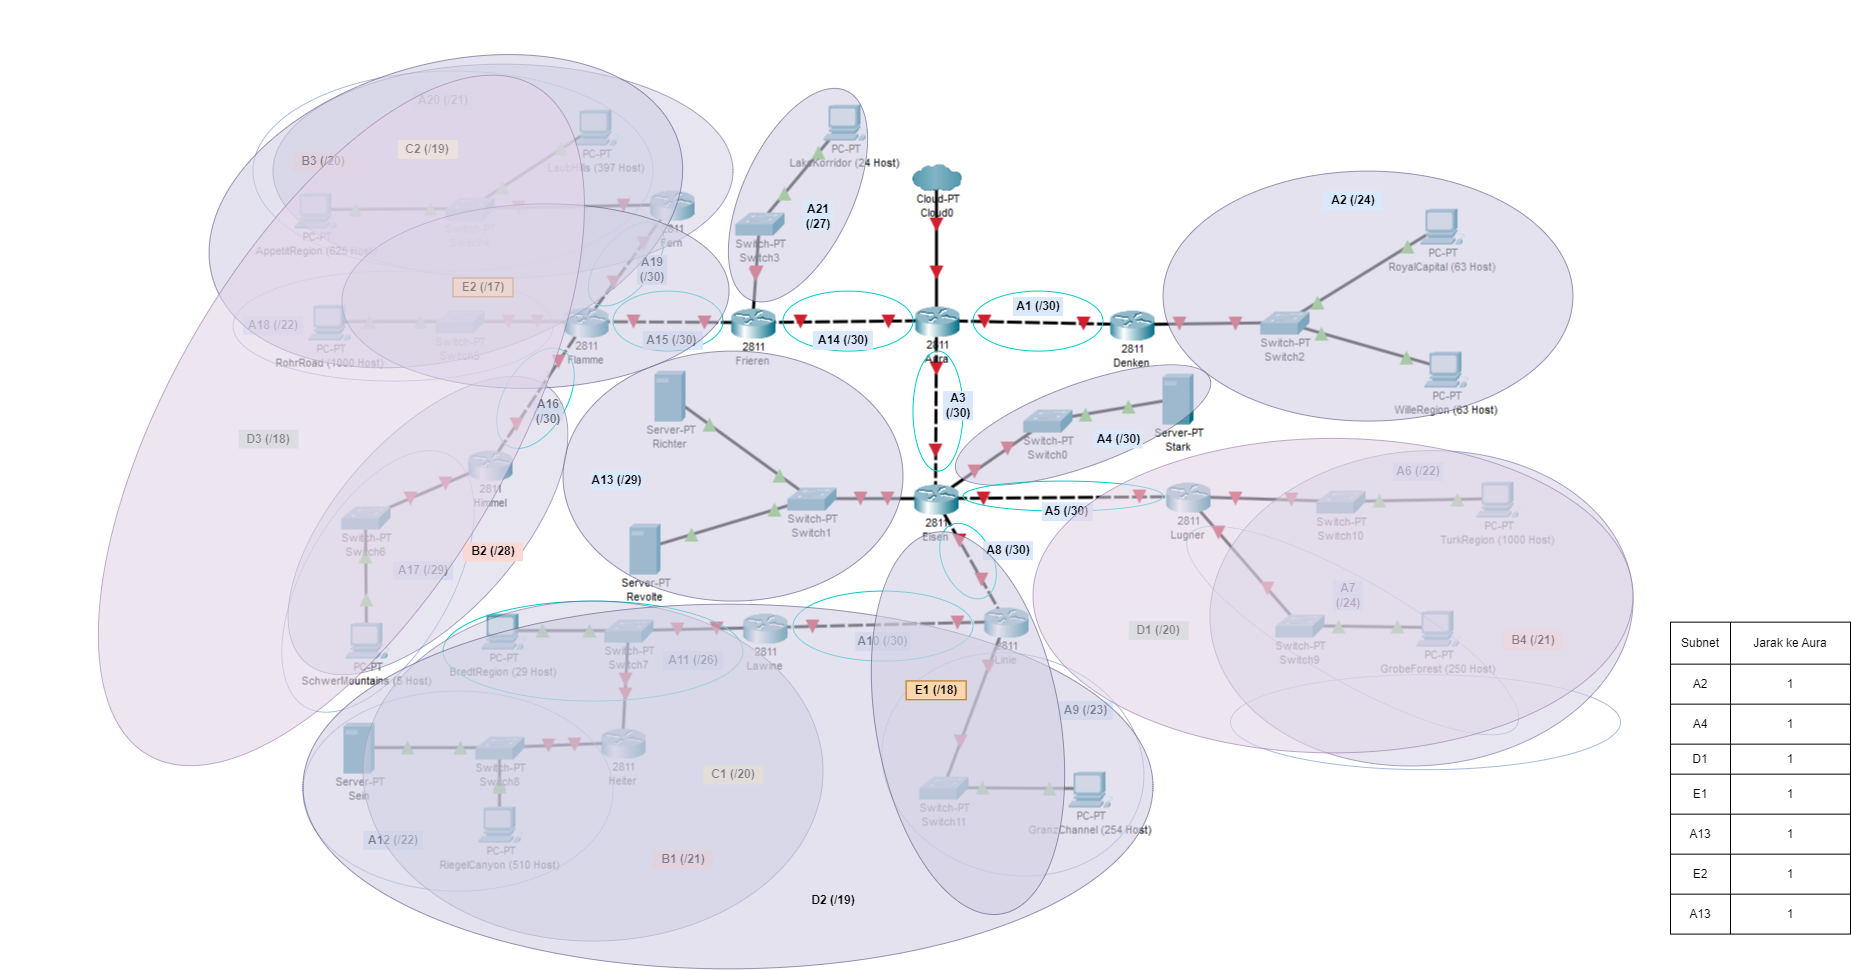 A20 (/21)
B3 (/20)
C2 (/19)
PC-PT
LaubHills (397 Host)
PC-PT
AppetitRegion (625 Host)
Switch-PT
2811
Fern
A19
(/30)
E2 (/17)
A18 (/22)
PC-PT
RohrRoad (1000 Host)
Switch-PT
Switch5
2811
Flamme
A15 (/30)
2811
Frieren
PC-PT
LakeKorridor (24 Host)
A21
(/27)
Switch-PT
Switch3
Cloud-PT
Cloud0
A14 (/30)
2811
Aura
A1 (/30)
2811
Denken
A2 (/24)
PC-PT
RoyalCapital (63 Host)
Switch-PT
Switch2
PC-PT
WilleRegion (63 Host)
A16
(/30)
D3 (/18)
2811
Himmel
Switch-PT
Switch6
A17 (/29)
B2 (/28)
PC-PT
SchwerMountains (5 Host)
Server-PT
Richter
A13 (/29)
Switch-PT
Switch1
Server-PT
Revolte
A3
(/30)
Switch-PT
Switch0
A4 (/30)
Server-PT
Stark
2811
Eisen
A5 (/30)
A8 (/30)
2811
Lugner
A6 (/22)
Switch-PT
Switch10
PC-PT
TurkRegion (1000 Host)
A7
(/24)
D1 (/20)
Switch-PT
Switch9
PC-PT
GrobeForest (250 Host)
B4 (/21)
PC-PT
BredtRegion (29 Host)
Switch-PT
Switch7
A11 (/26)
2811
Lawine
A10 (/30)
2811
Linie
E1 (/18)
A9 (/23)
Server-PT
Sein
Switch-PT
Switch8
2811
Heiter
C1 (/20)
A12 (/22)
PC-PT
RiegelCanyon (510 Host)
B1 (/21)
Switch-PT
Switch11
PC-PT
GranzChannel (254 Host)
D2 (/19)
Subnet Jarak ke Aura
A2 1
A4 1
D1 1
E1 1
A13 1
E2 1
A13 1